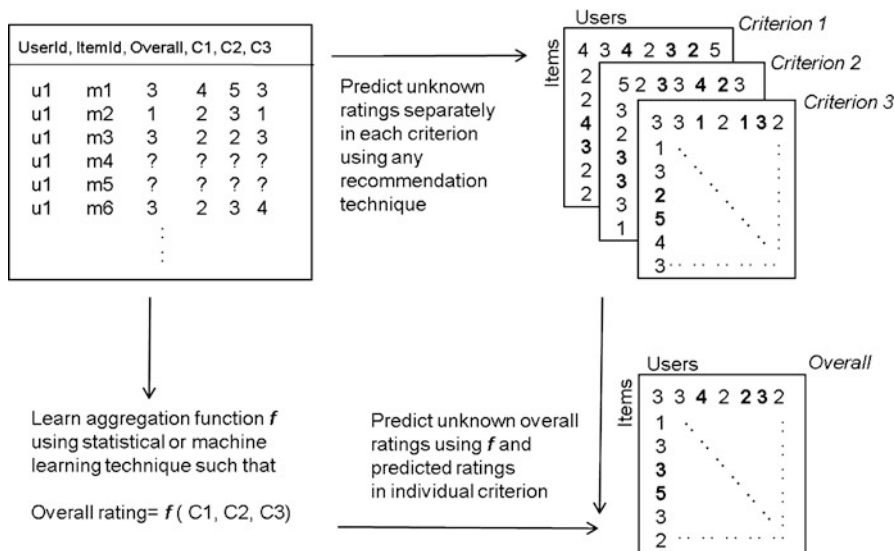 UserId, ItemId, Overall, C1, C2, C3
u1 m1 3 4 5 3
u1 m2 1 2 3 1
u1 m3 3 2 2 3
u1 m4 ? ? ? ?
u1 m5 ? ? ? ?
u1 m6 3 2 3 4
Predict unknown
ratings separately
in each criterion
using any
recommendation
technique
Users
Items
Criterion 1
4 3 4 2 3 2 5
2
2
4
3
2
2
Criterion 2
5 2 3 3 4 2 3
3
2
3
3
3
1
Criterion 3
3 3 1 2 1 3 2
1
3
2
5
4
3
Learn aggregation function f
using statistical or machine
learning technique such that
Overall rating= f ( C1, C2, C3)
Predict unknown overall
ratings using f and
predicted ratings
in individual criterion
Users
Overall
Items
3 3 4 2 2 3 2
1
3
3
5
3
2